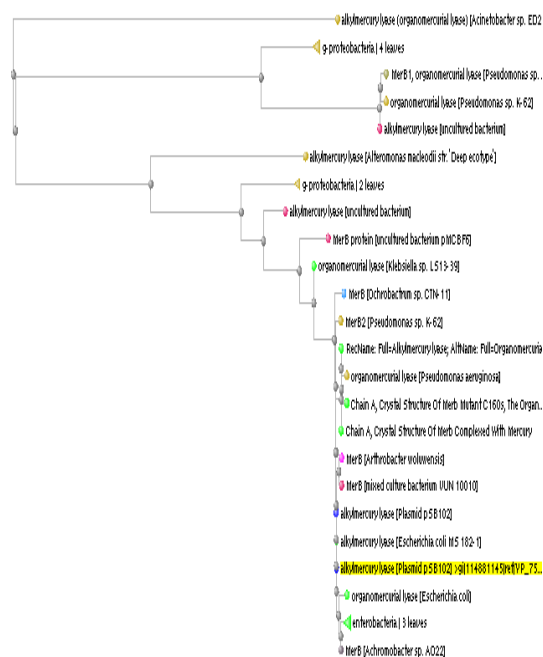 alkylmercury lyase (organomercurial lyase) [Acinetobacter sp. ED2
g-proteobacteria | 4 leaves
MerB1, organomercurial lyase [Pseudomonas sp. K-62]
organomercurial lyase [Pseudomonas sp. K-62]
alkylmercury lyase [uncultured bacterium]
alkylmercury lyase [Alteromonas macleodii str. 'Deep ecotype']
g-proteobacteria | 2 leaves
alkylmercury lyase [uncultured bacterium]
MerB protein [uncultured bacterium pMCBF6]
organomercurial lyase [Klebsiella sp. LS13-39]
MerB [Ochrobactrum sp. CTN-11]
MerB2 [Pseudomonas sp. K-62]
RecName: Full=Alkylmercury lyase; AltName: Full=Organomercuria
organomercurial lyase [Pseudomonas aeruginosa]
Chain A, Crystal Structure Of Merb Mutant C160s, The Organ...
Chain A, Crystal Structure Of Merb Complexed With Mercury
MerB [Arthrobacter woluwensis]
MerB [mixed culture bacterium VUN 10010]
alkylmercury lyase [Plasmid pSB102]
alkylmercury lyase [Escherichia coli MS 182-1]
alkylmercury lyase [Plasmid pSB102] >gi|114881145|ref|YP_75...
organomercurial lyase [Escherichia coli]
enterobacteria | 3 leaves
MerB [Achromobacter sp. AO22]